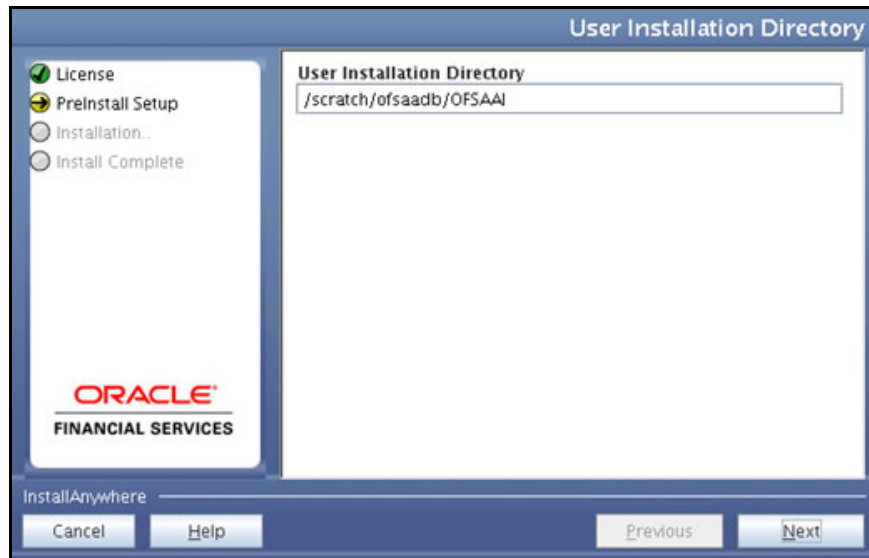 User Installation Directory
License
PreInstall Setup
Installation..
Install Complete
User Installation Directory
/scratch/ofsaadb/OFSAAI
ORACLE
FINANCIAL SERVICES
InstallAnywhere
Cancel
Help
Previous
Next